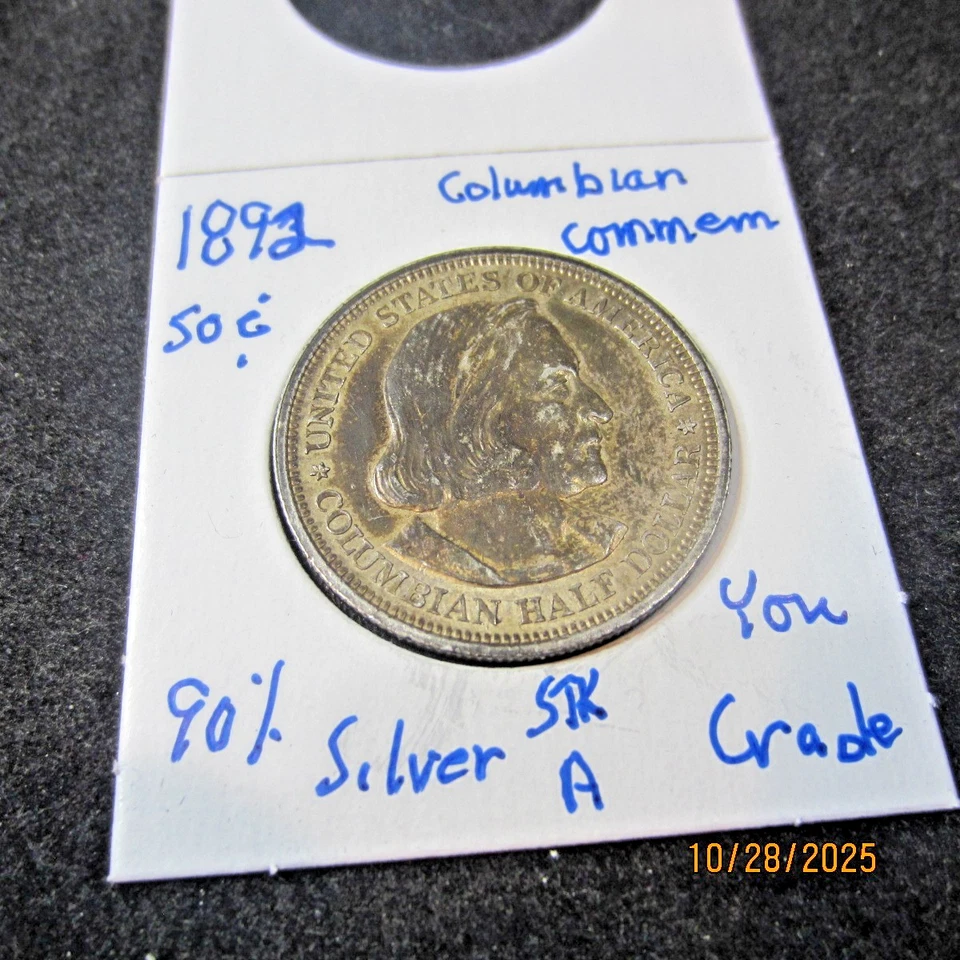 Columbian
1892 commem
50¢
UNITED STATES OF AMERICA
COLUMBIAN HALF DOLLAR
You
90% Silver STK Grade
A
10/28/2025